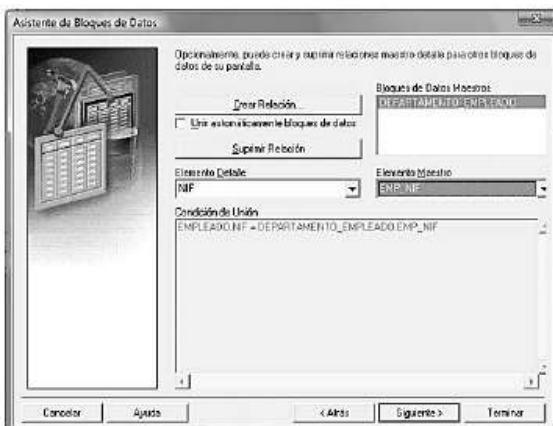 Asistente de Bloques de Datos
Opcionalmente, puede crear y suprimir relaciones maestro detalle para otros bloques de
datos de su pantalla.
Bloques de Datos Maestros
Crear Relación...
DEPARTAMENTO_EMPLEADO
Unir automáticamente bloques de datos
Suprimir Relación
Elemento Detalle
Elemento Maestro
NIF
EMP_NIF
Condición de Unión
EMPLEADO.NIF = DEPARTAMENTO_EMPLEADO.EMP_NIF
Cancelar
Ayuda
< Atrás
Siguiente >
Terminar